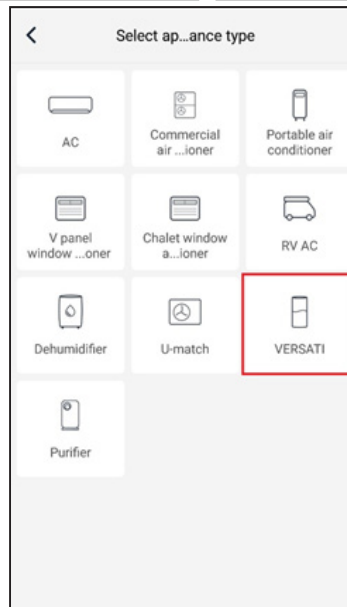 Select ap...ance type
AC
Commercial
air ...ioner
Portable air
conditioner
V panel
window ...oner
Chalet window
a...ioner
RV AC
Dehumidifier
U-match
VERSATI
Purifier